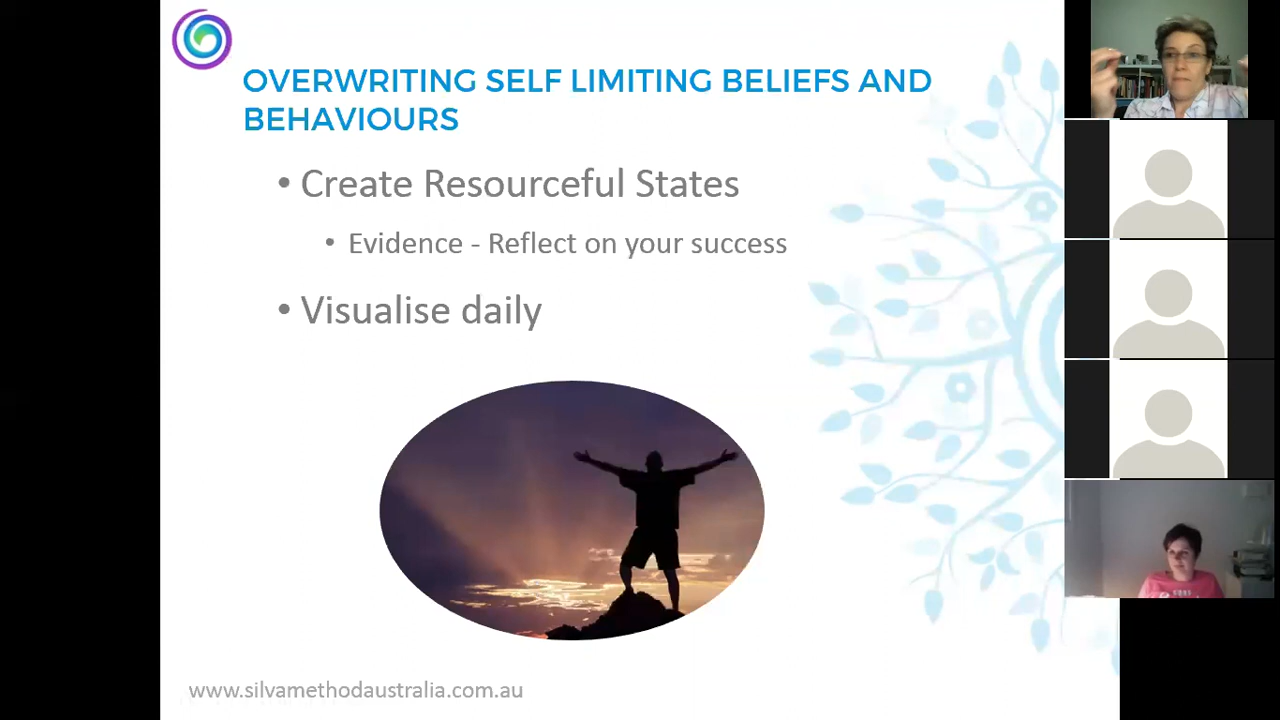 OVERWRITING SELF LIMITING BELIEFS AND
BEHAVIOURS
• Create Resourceful States
• Evidence - Reflect on your success
• Visualise daily
www.silvamethodaustralia.com.au